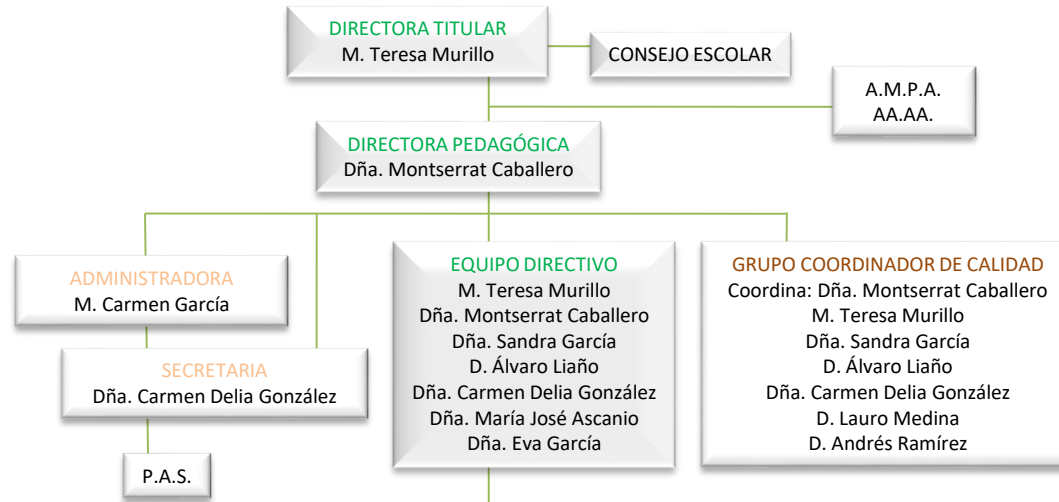 DIRECTORA TITULAR
M. Teresa Murillo
CONSEJO ESCOLAR
A.M.P.A.
AA.AA.
DIRECTORA PEDAGÓGICA
Dña. Montserrat Caballero
ADMINISTRADORA
M. Carmen García
SECRETARIA
Dña. Carmen Delia González
P.A.S.
EQUIPO DIRECTIVO
M. Teresa Murillo
Dña. Montserrat Caballero
Dña. Sandra García
D. Álvaro Liaño
Dña. Carmen Delia González
Dña. María José Ascanio
Dña. Eva García
GRUPO COORDINADOR DE CALIDAD
Coordina: Dña. Montserrat Caballero
M. Teresa Murillo
Dña. Sandra García
D. Álvaro Liaño
Dña. Carmen Delia González
D. Lauro Medina
D. Andrés Ramírez